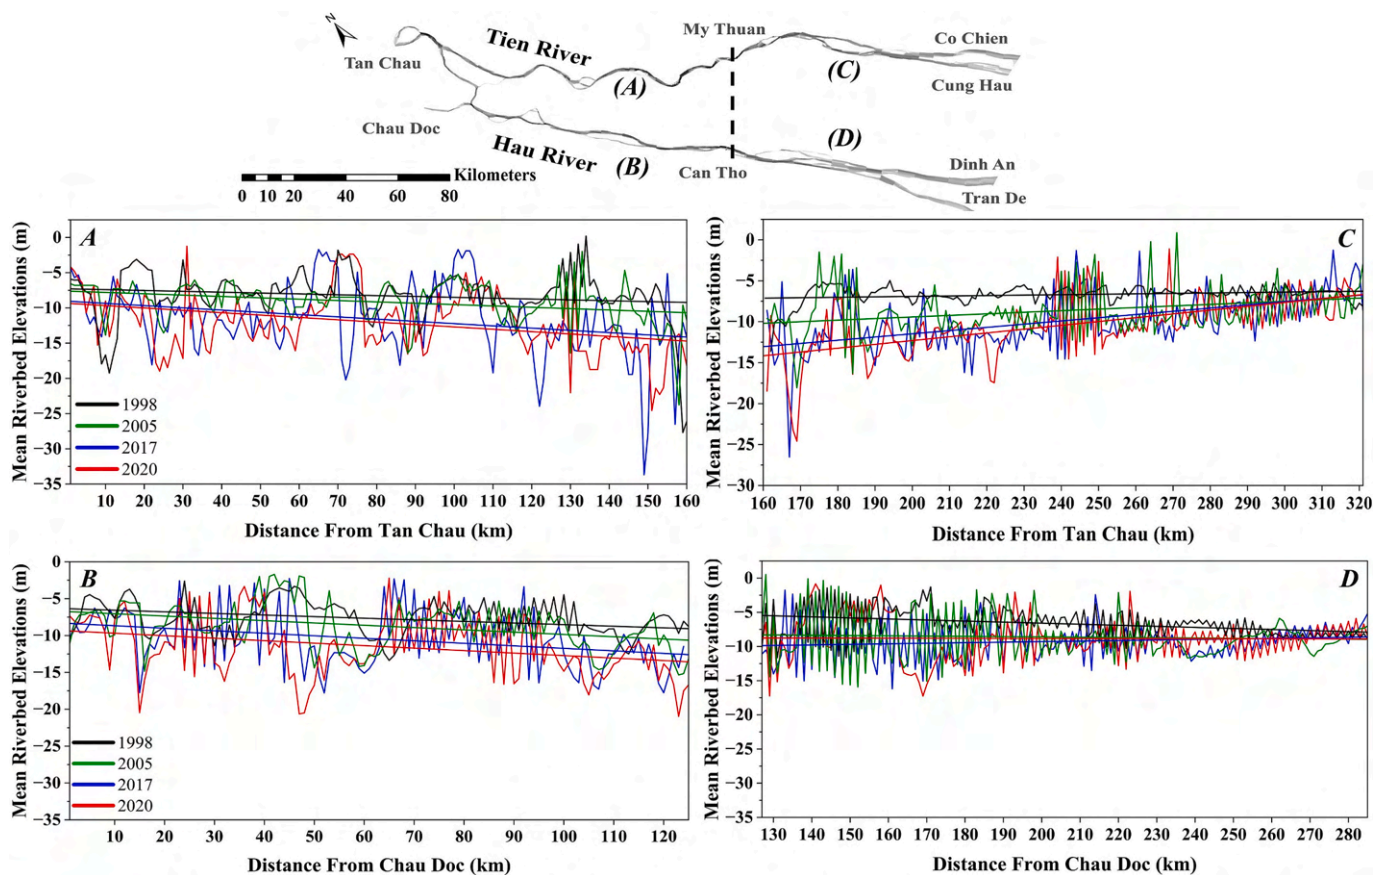 N
My Thuan
Co Chien
Tien River
Tan Chau
(A)
(C)
Cung Hau
Chau Doc
Hau River
(B)
(D)
Dinh An
Can Tho
Tran De
Kilometers
0 10 20 40 60 80
Mean Riverbed Elevations (m)
A
0
−5
−10
−15
−20
−25
−30
−35
1998
2005
2017
2020
10 20 30 40 50 60 70 80 90 100 110 120 130 140 150 160
Distance From Tan Chau (km)
Mean Riverbed Elevations (m)
C
0
−5
−10
−15
−20
−25
−30
160 170 180 190 200 210 220 230 240 250 260 270 280 290 300 310 320
Distance From Tan Chau (km)
Mean Riverbed Elevations (m)
B
0
−5
−10
−15
−20
−25
−30
−35
1998
2005
2017
2020
10 20 30 40 50 60 70 80 90 100 110 120
Distance From Chau Doc (km)
Mean Riverbed Elevations (m)
D
0
−5
−10
−15
−20
−25
−30
−35
130 140 150 160 170 180 190 200 210 220 230 240 250 260 270 280
Distance From Chau Doc (km)